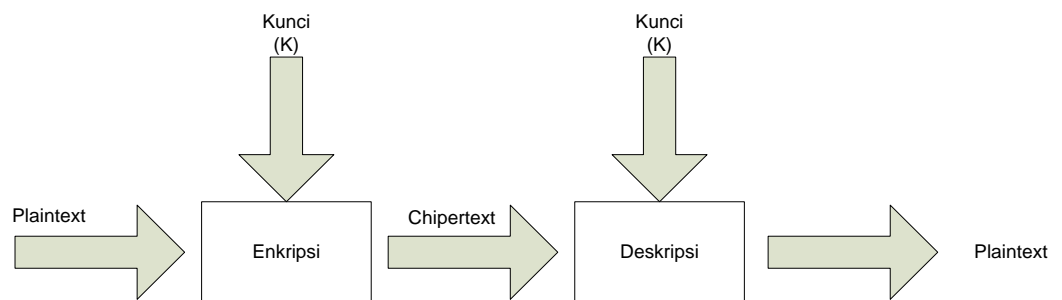 Kunci
(K)
Kunci
(K)
Plaintext
Enkripsi
Chipertext
Deskripsi
Plaintext